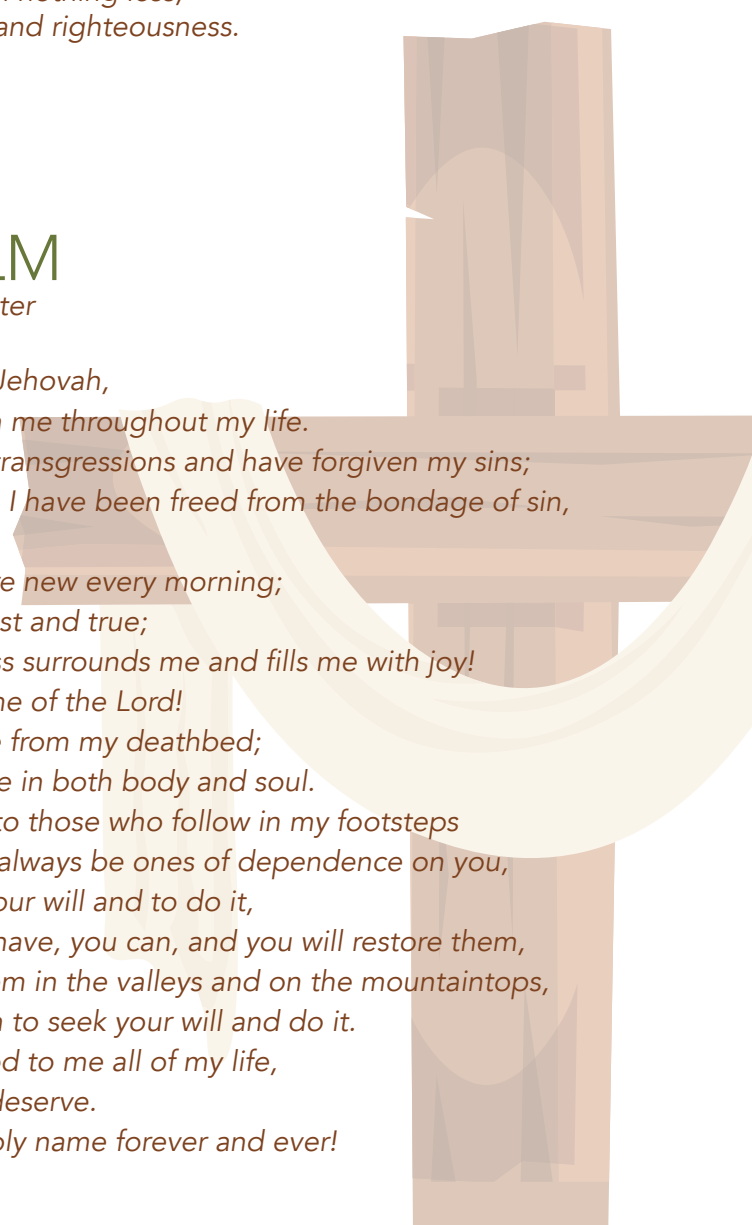 and righteousness.
LM
ter
Jehovah,
me throughout my life.
transgressions and have forgiven my sins;
I have been freed from the bondage of sin,
new every morning;
st and true;
ss surrounds me and fills me with joy!
of the Lord!
from my deathbed;
in both body and soul.
to those who follow in my footsteps
always be ones of dependence on you,
our will and to do it,
have, you can, and you will restore them,
em in the valleys and on the mountaintops,
to seek your will and do it.
ed to me all of my life,
deserve.
oly name forever and ever!